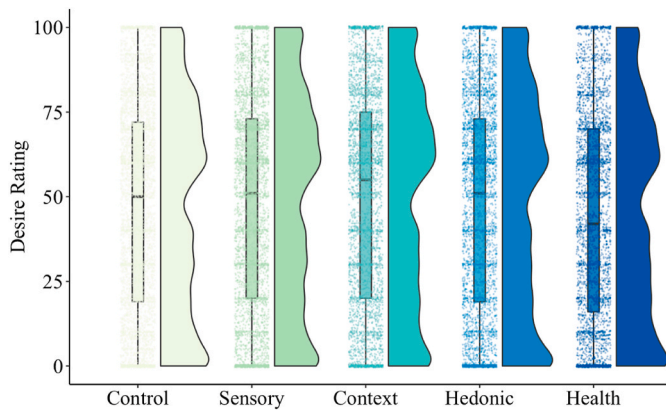 100
75
50
25
0
Desire Rating
Control
Sensory
Context
Hedonic
Health